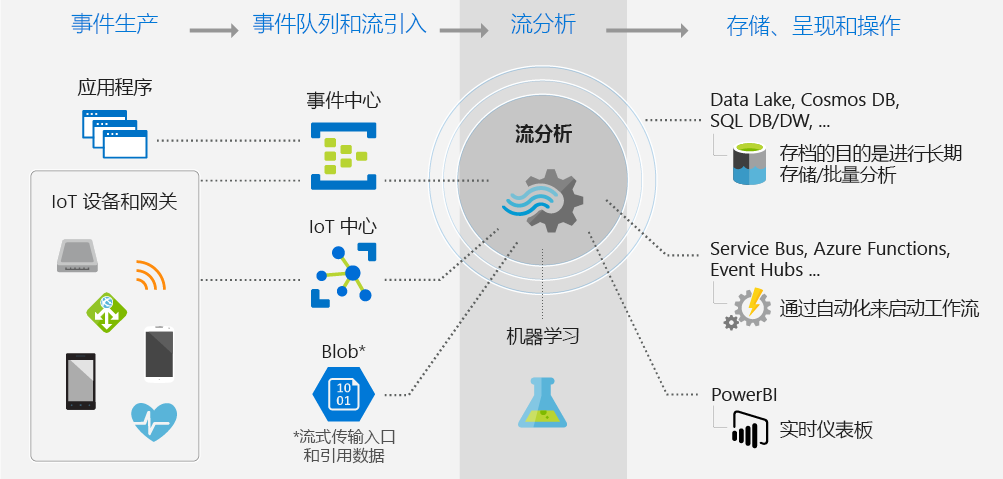 事件生产
事件队列和流引入
流分析
存储、呈现和操作
应用程序
IoT 设备和网关
事件中心
IoT 中心
Blob*
10
01
*流式传输入口
和引用数据
流分析
机器学习
Data Lake, Cosmos DB,
SQL DB/DW, ...
存档的目的是进行长期
存储/批量分析
Service Bus, Azure Functions,
Event Hubs ...
通过自动化来启动工作流
PowerBI
实时仪表板